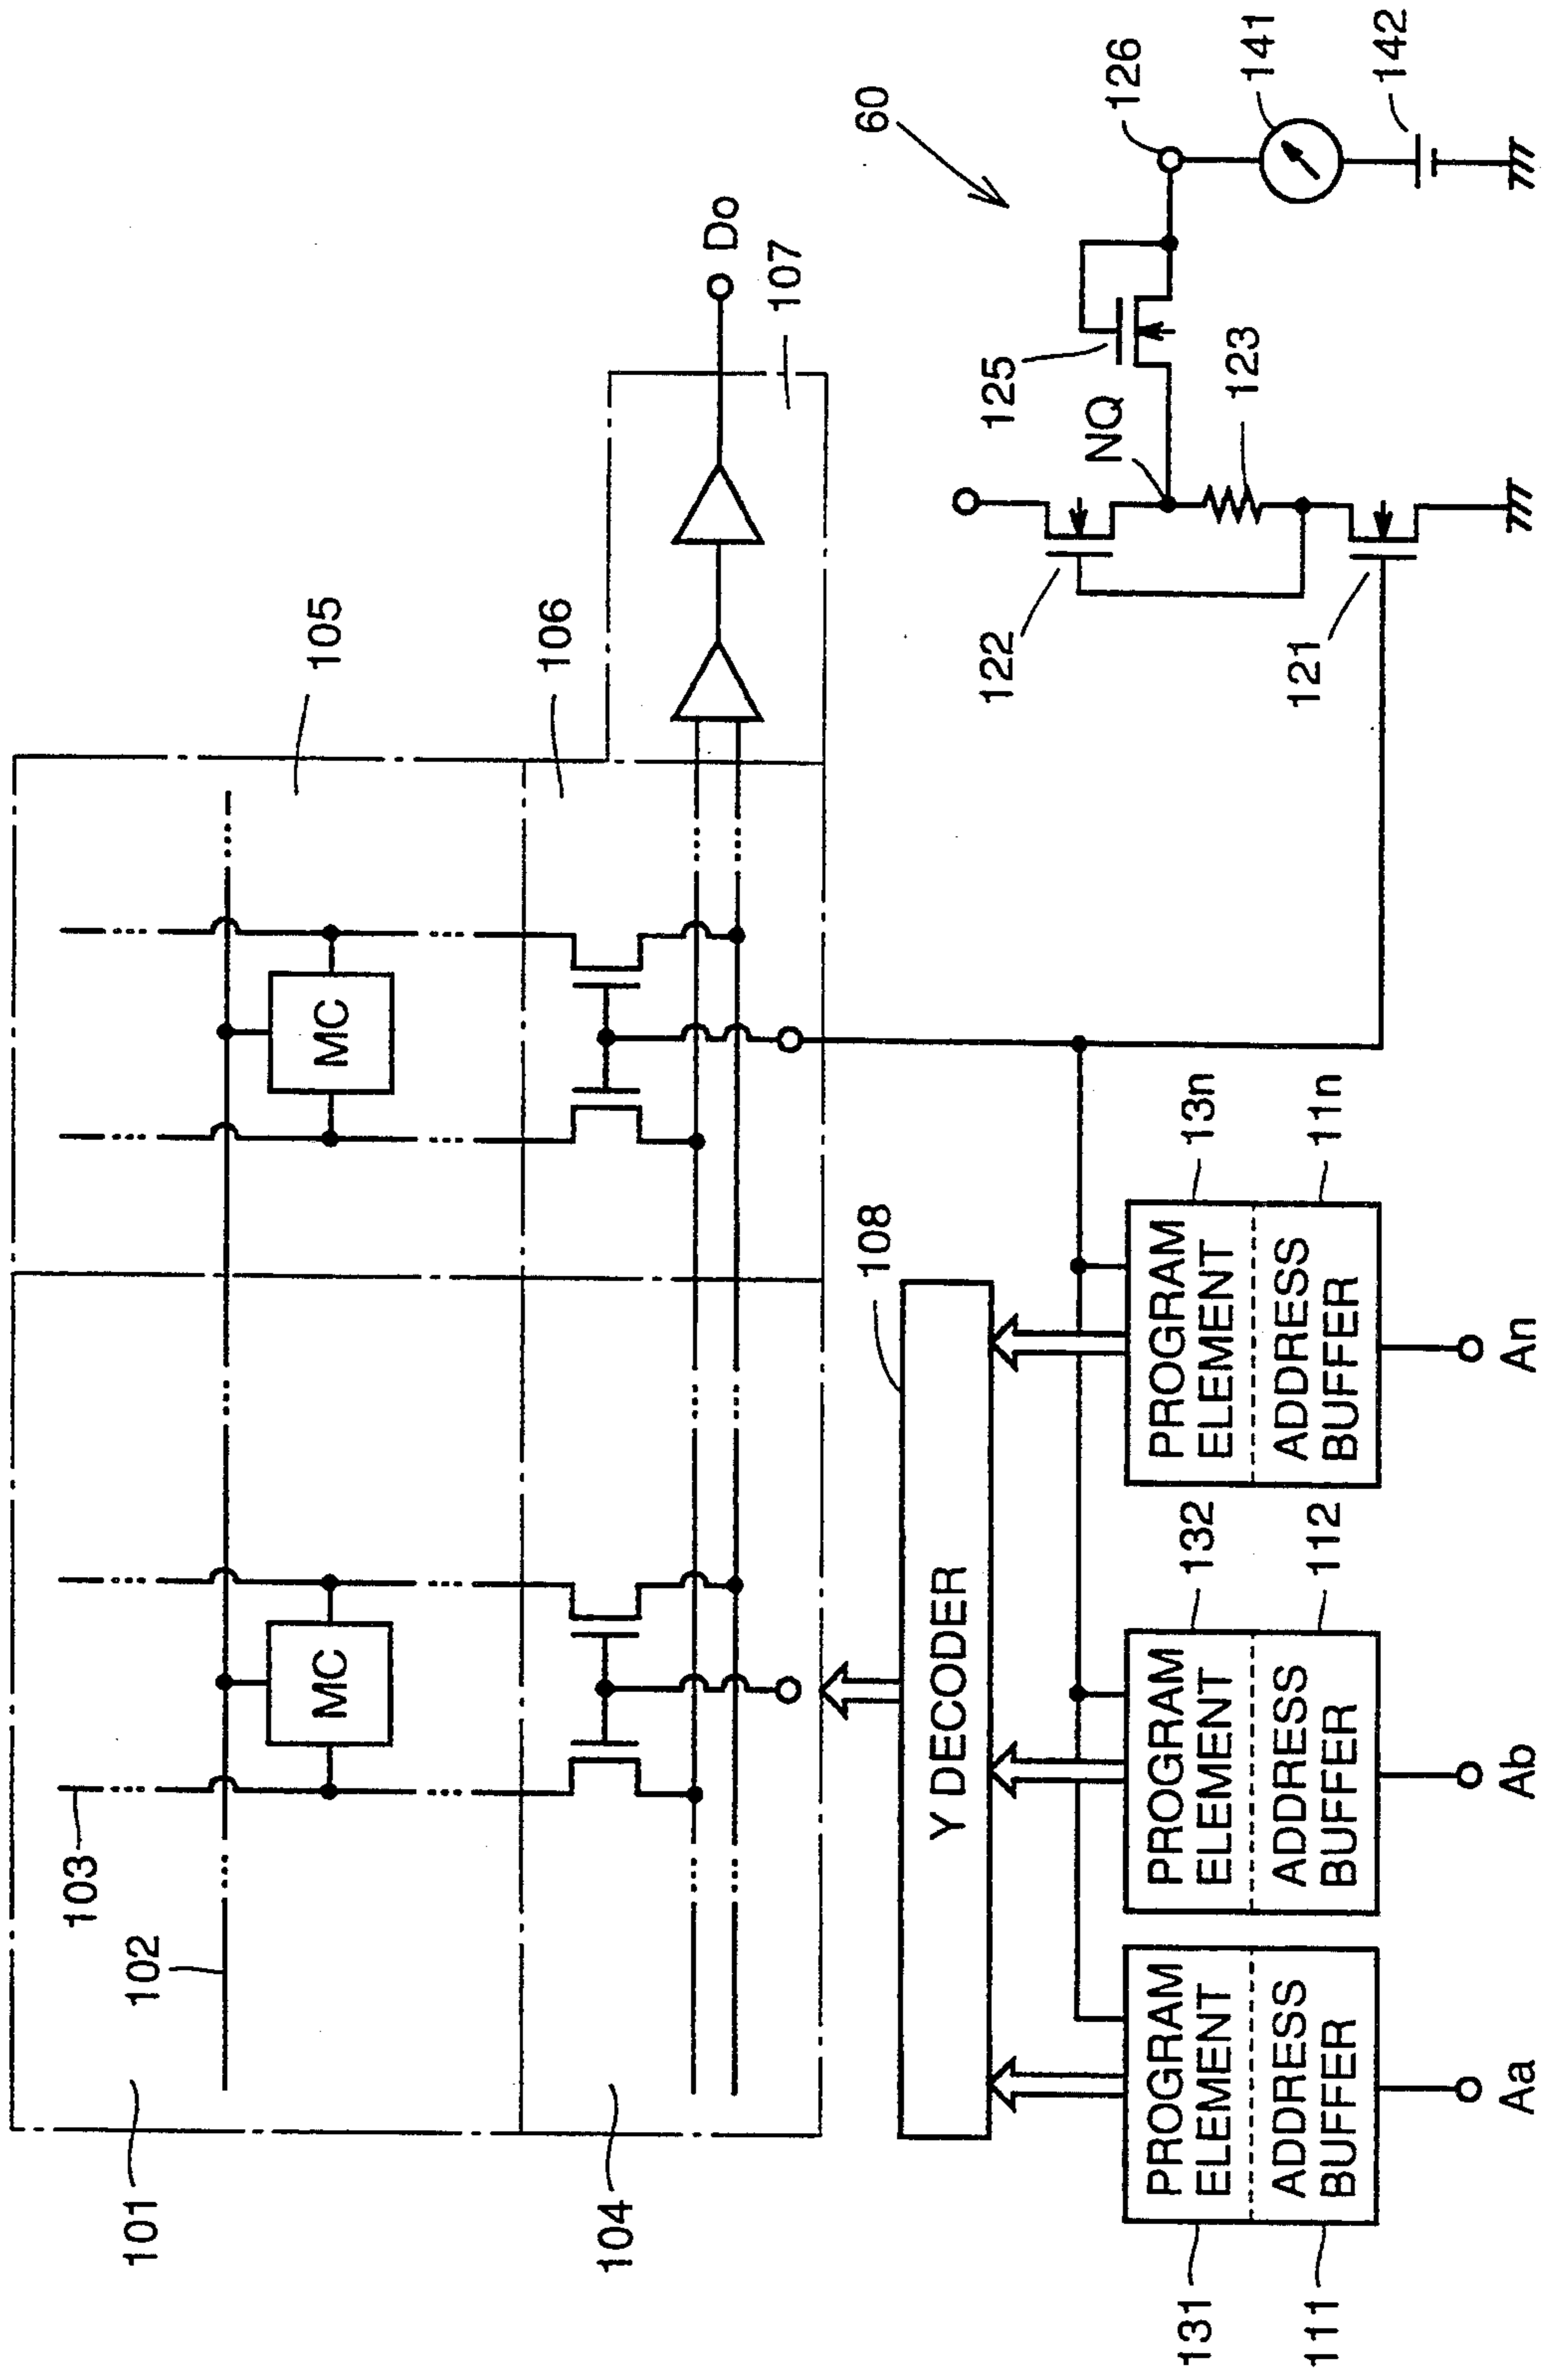 101
102
103
MC
MC
105
104
106
107
Do
108
Y DECODER
60
131
PROGRAM
ELEMENT
111
ADDRESS
BUFFER
Aa
132
PROGRAM
ELEMENT
112
ADDRESS
BUFFER
Ab
13n
PROGRAM
ELEMENT
11n
ADDRESS
BUFFER
An
122
121
NQ
125
123
126
141
142